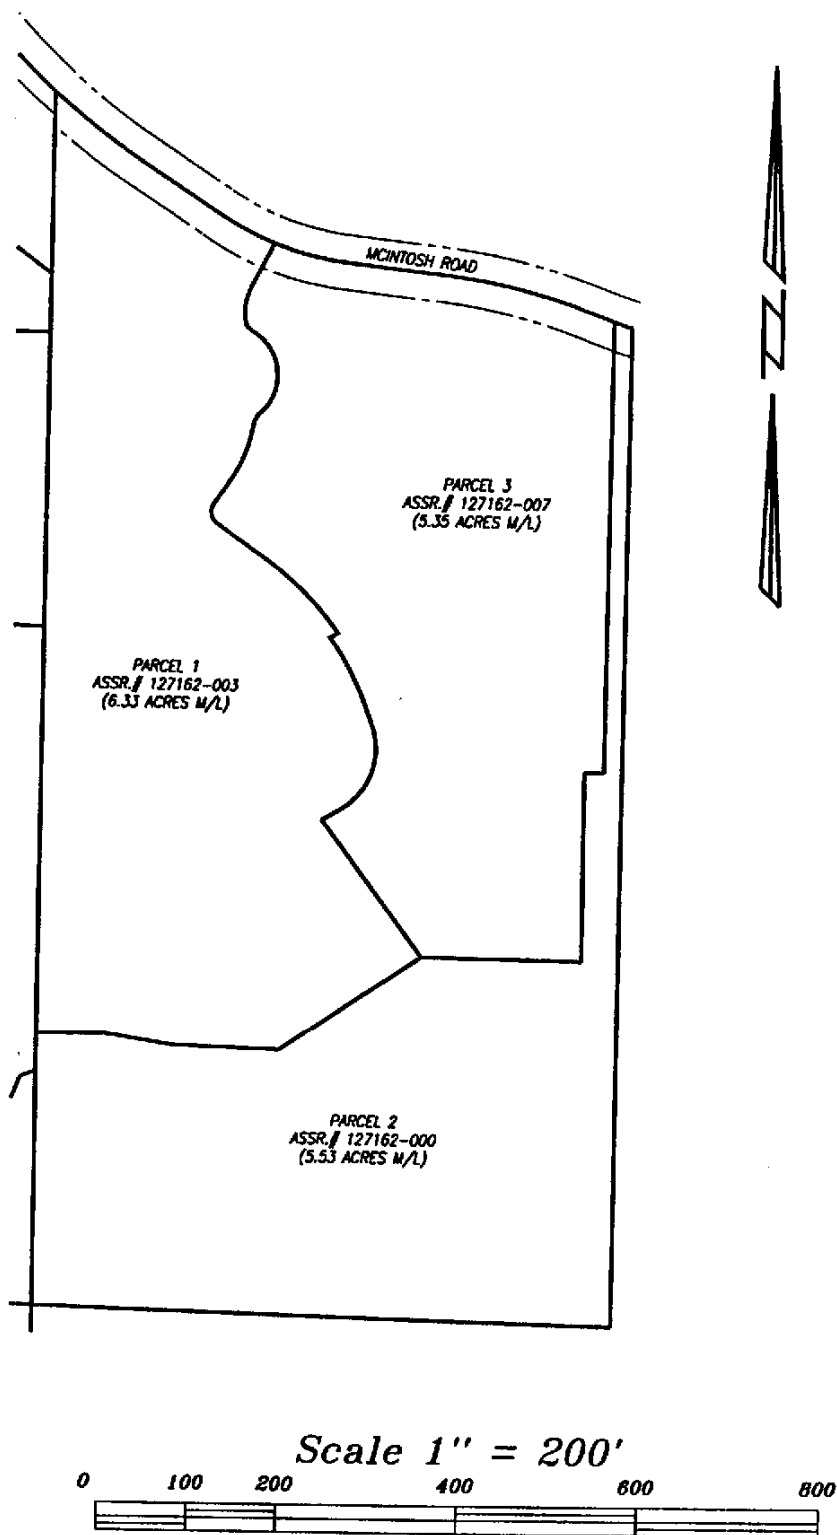 MCINTOSH ROAD
N
PARCEL 3
ASSR.# 127162-007
(5.35 ACRES M/L)
PARCEL 1
ASSR.# 127162-003
(6.33 ACRES M/L)
PARCEL 2
ASSR.# 127162-000
(5.53 ACRES M/L)
Scale 1" = 200'
0 100 200 400 600 800